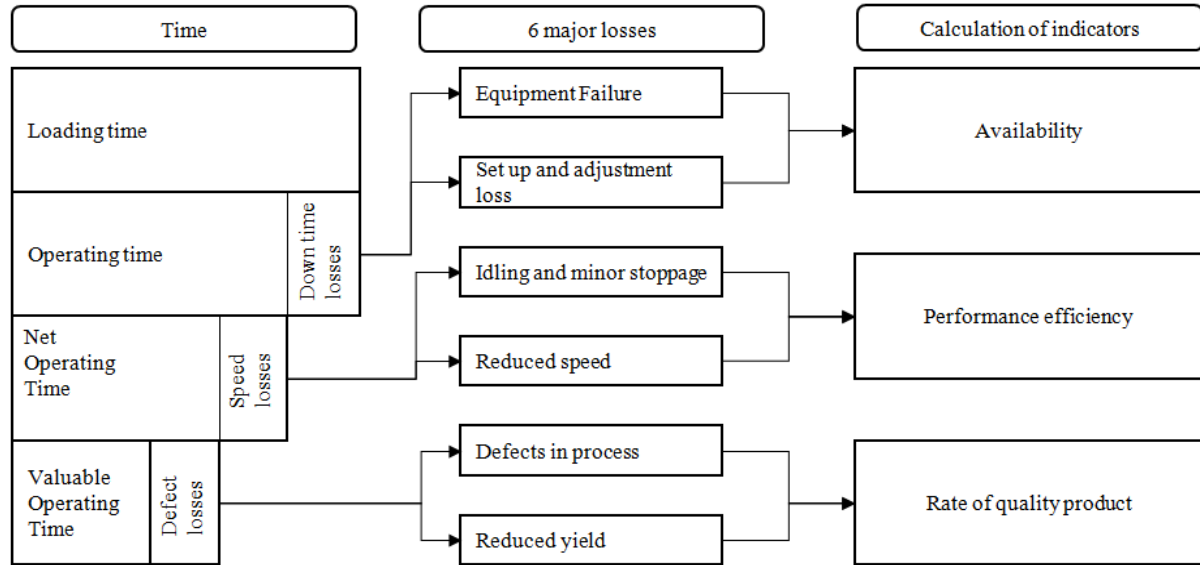 Time
6 major losses
Calculation of indicators
Loading time
Equipment Failure
Availability
Set up and adjustment
loss
Operating time
Down time
losses
Idling and minor stoppage
Performance efficiency
Net
Operating
Time
Speed
losses
Reduced speed
Defects in process
Valuable
Operating
Time
Defect
losses
Rate of quality product
Reduced yield